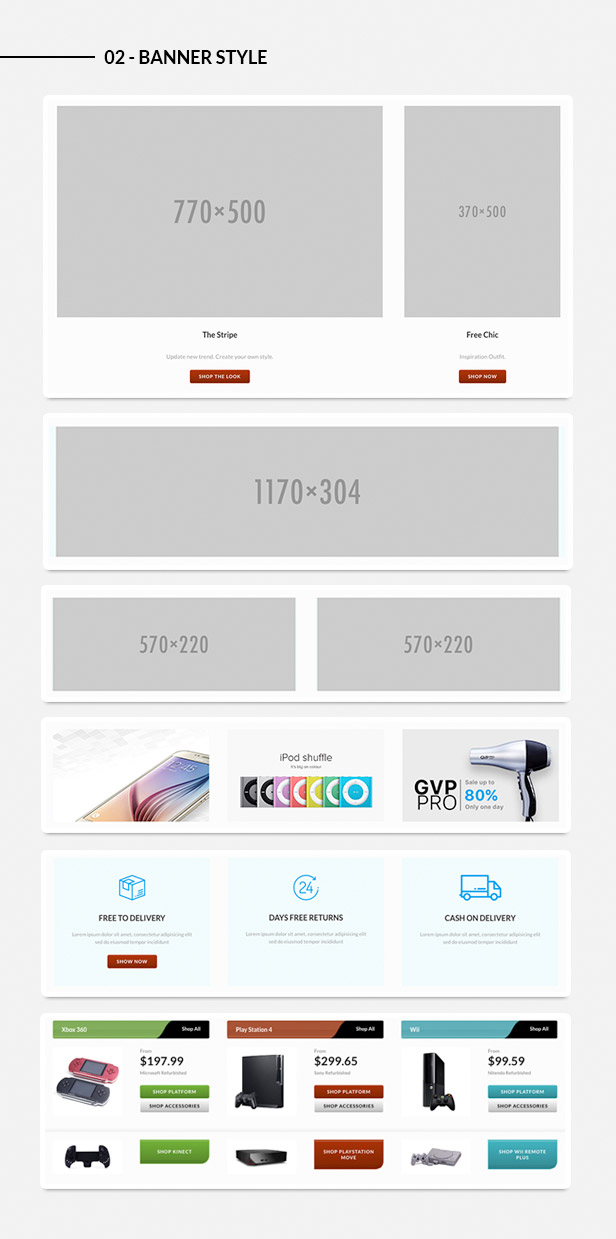 02 - BANNER STYLE
770×500
370×500
The Stripe
Update new trend. Create your own style.
SHOP THE LOOK
Free Chic
Inspiration Outfit.
SHOP NOW
1170×304
570×220
570×220
iPod shuffle
It's big on colour
GVP
PRO
Sale up to
80%
Only one day
FREE TO DELIVERY
Lorem ipsum dolor sit amet, consectetur adipisicing elit
sed do eiusmod tempor incididunt
SHOW NOW
24
DAYS FREE RETURNS
Lorem ipsum dolor sit amet, consectetur adipisicing elit
sed do eiusmod tempor incididunt
CASH ON DELIVERY
Lorem ipsum dolor sit amet, consectetur adipisicing elit
sed do eiusmod tempor incididunt
Xbox 360
Shop All
From
$197.99
Microsoft Refurbished
SHOP PLATFORM
SHOP ACCESSORIES
Play Station 4
Shop All
From
$299.65
Sony Refurbished
SHOP PLATFORM
SHOP ACCESSORIES
Wii
Shop All
From
$99.59
Nitendo Refurbished
SHOP PLATFORM
SHOP ACCESSORIES
SHOP KINECT
SHOP PLAYSTATION
MOVE
SHOP WII REMOTE
PLUS